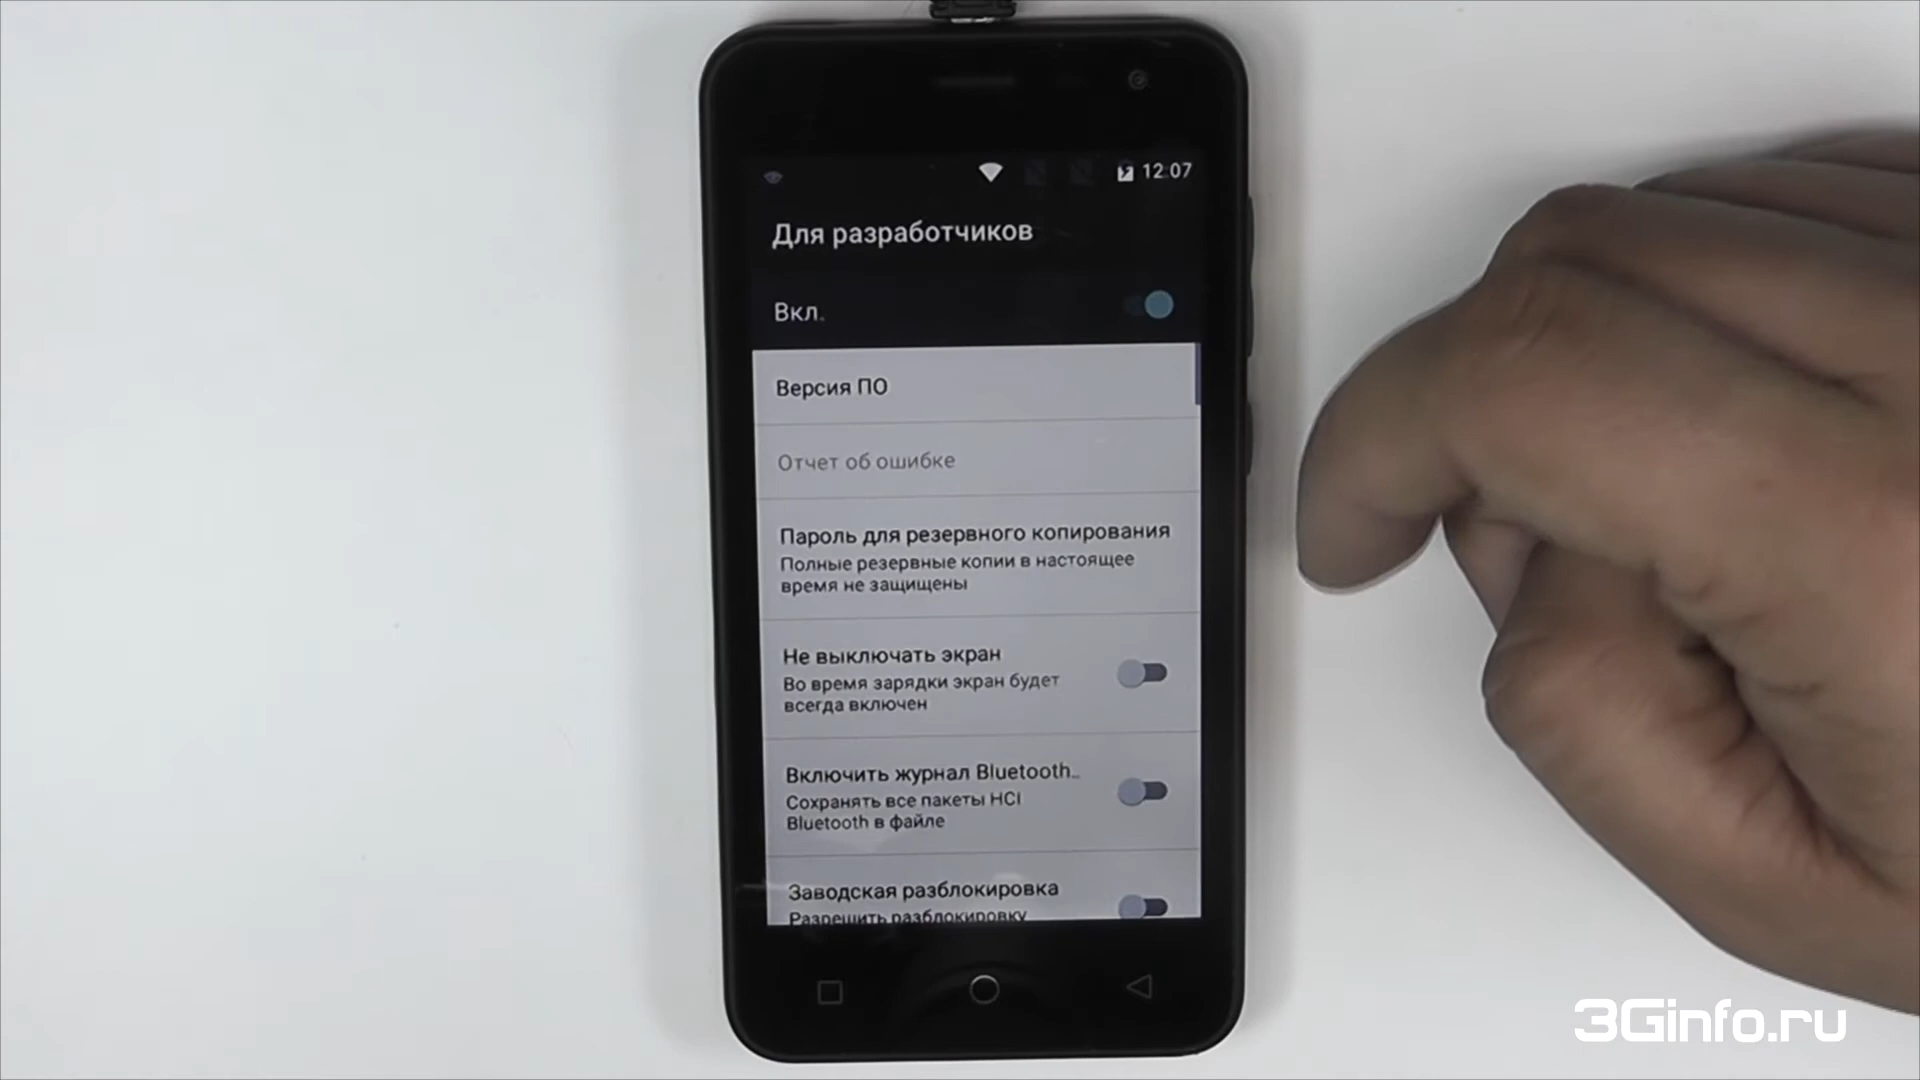 12:07
Для разработчиков
Вкл.
Версия ПО
Отчет об ошибке
Пароль для резервного копирования
Полные резервные копии в настоящее
время не защищены
Не выключать экран
Во время зарядки экран будет
всегда включен
Включить журнал Bluetooth…
Сохранять все пакеты HCI
Bluetooth в файле
Заводская разблокировка
Разрешить разблокировку
3Ginfo.ru